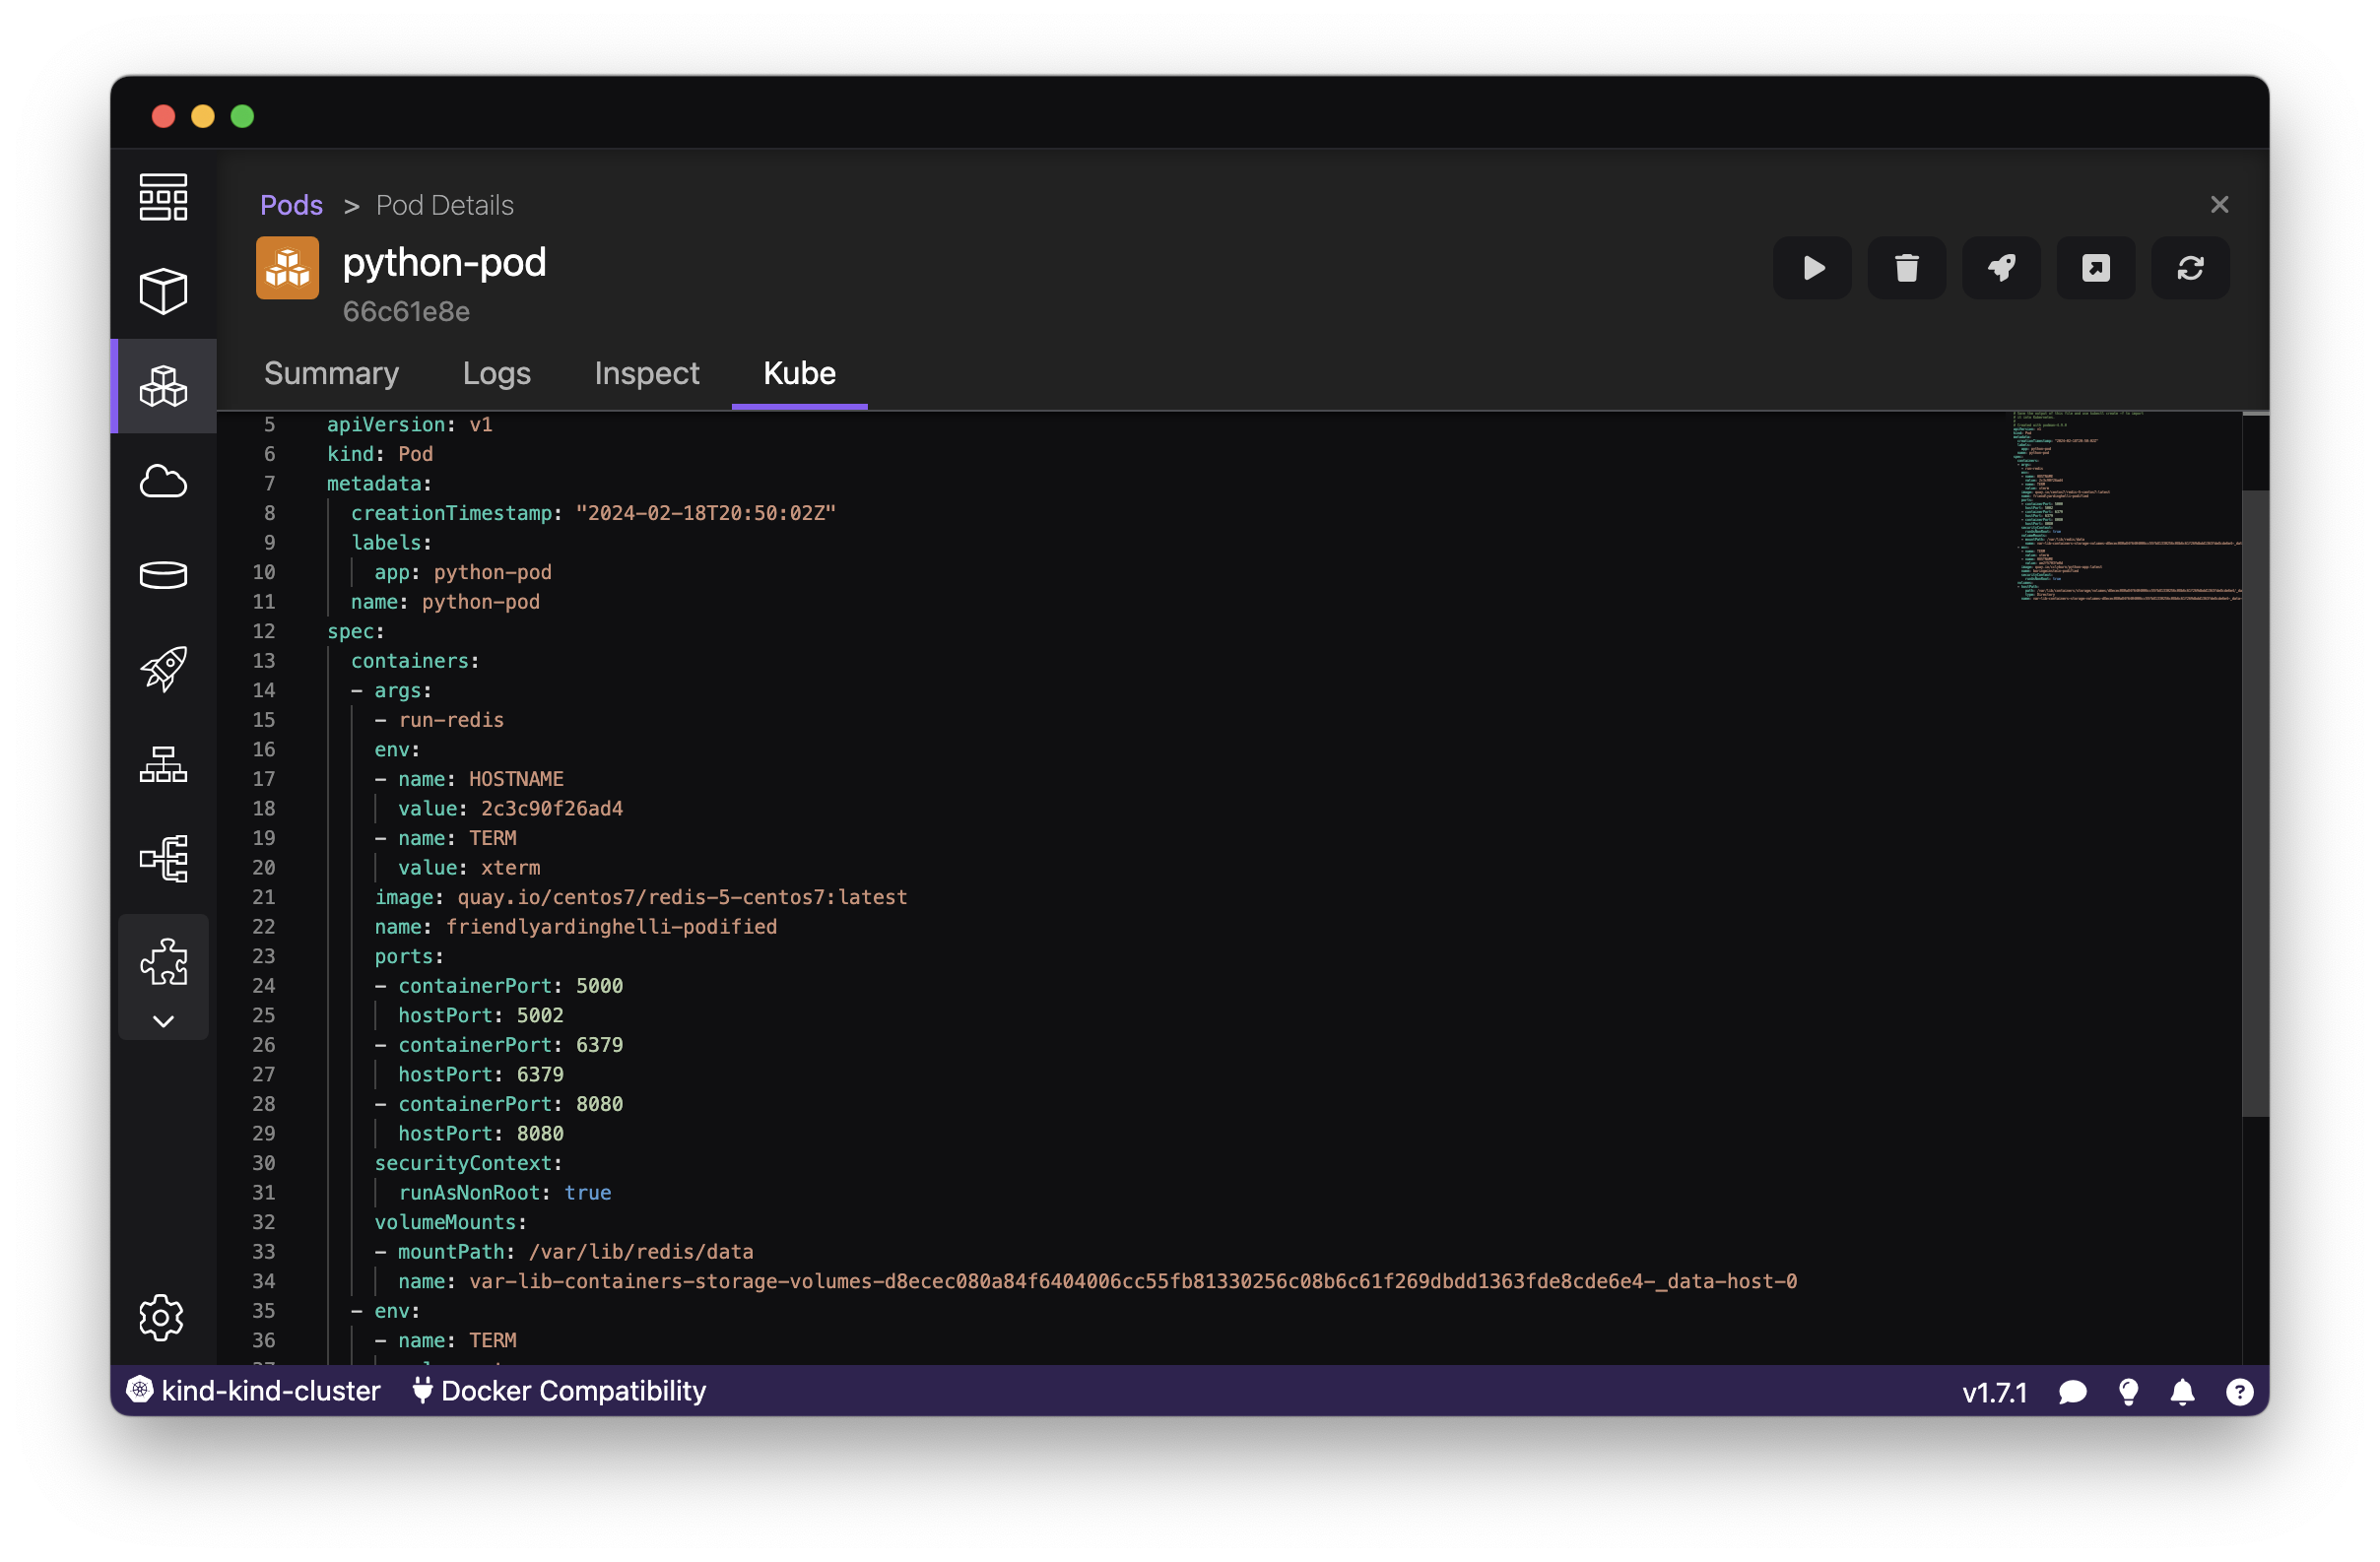 Pods > Pod Details
python-pod
66c61e8e
Summary Logs Inspect Kube
5 apiVersion: v1
6 kind: Pod
7 metadata:
8 creationTimestamp: "2024-02-18T20:50:02Z"
9 labels:
10 app: python-pod
11 name: python-pod
12 spec:
13 containers:
14 - args:
15 - run-redis
16 env:
17 - name: HOSTNAME
18 value: 2c3c90f26ad4
19 - name: TERM
20 value: xterm
21 image: quay.io/centos7/redis-5-centos7:latest
22 name: friendlyardinghelli-podified
23 ports:
24 - containerPort: 5000
25 hostPort: 5002
26 - containerPort: 6379
27 hostPort: 6379
28 - containerPort: 8080
29 hostPort: 8080
30 securityContext:
31 runAsNonRoot: true
32 volumeMounts:
33 - mountPath: /var/lib/redis/data
34 name: var-lib-containers-storage-volumes-d8ecec080a84f6404006cc55fb81330256c08b6c61f269dbdd1363fde8cde6e4-_data-host-0
35 - env:
36 - name: TERM
kind-kind-cluster Docker Compatibility v1.7.1